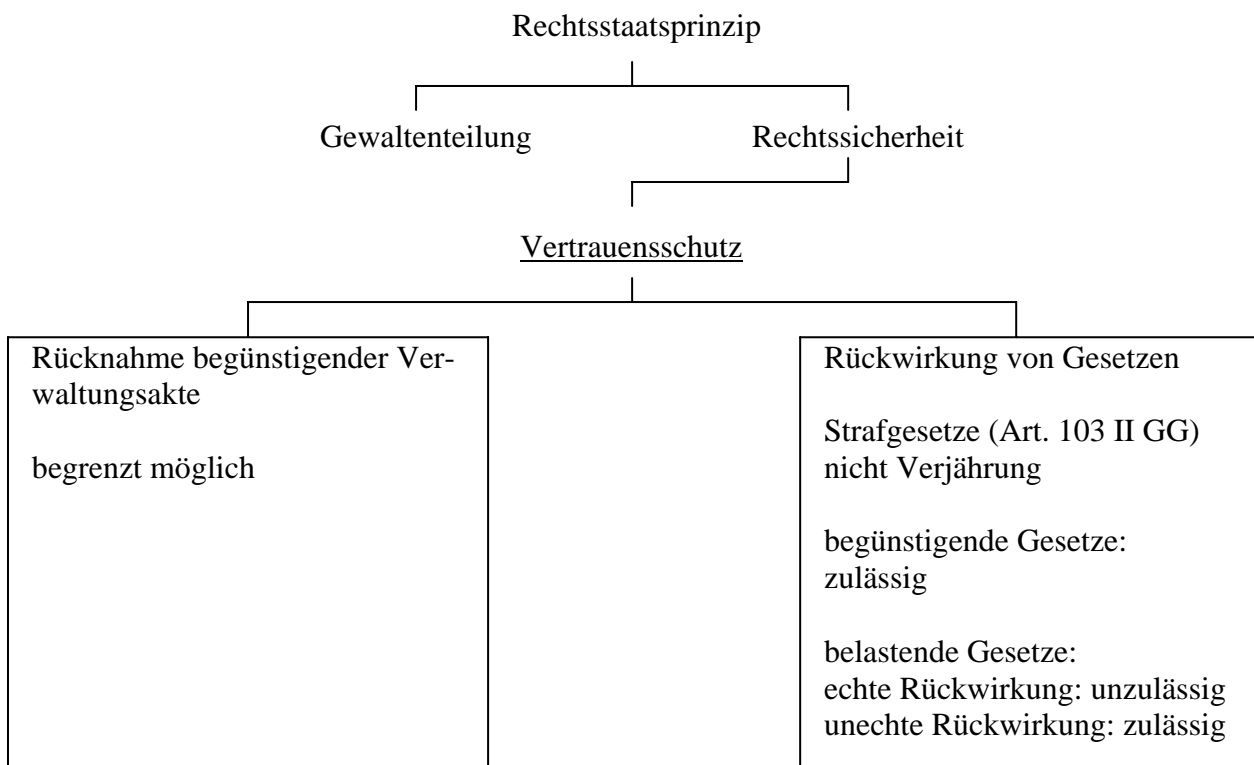 Rechtsstaatsprinzip
Gewaltenteilung
Rechtssicherheit
Vertrauensschutz
Rücknahme begünstigender Ver-
waltungsakte
begrenzt möglich
Rückwirkung von Gesetzen
Strafgesetze (Art. 103 II GG)
nicht Verjährung
begünstigende Gesetze:
zulässig
belastende Gesetze:
echte Rückwirkung: unzulässig
unechte Rückwirkung: zulässig